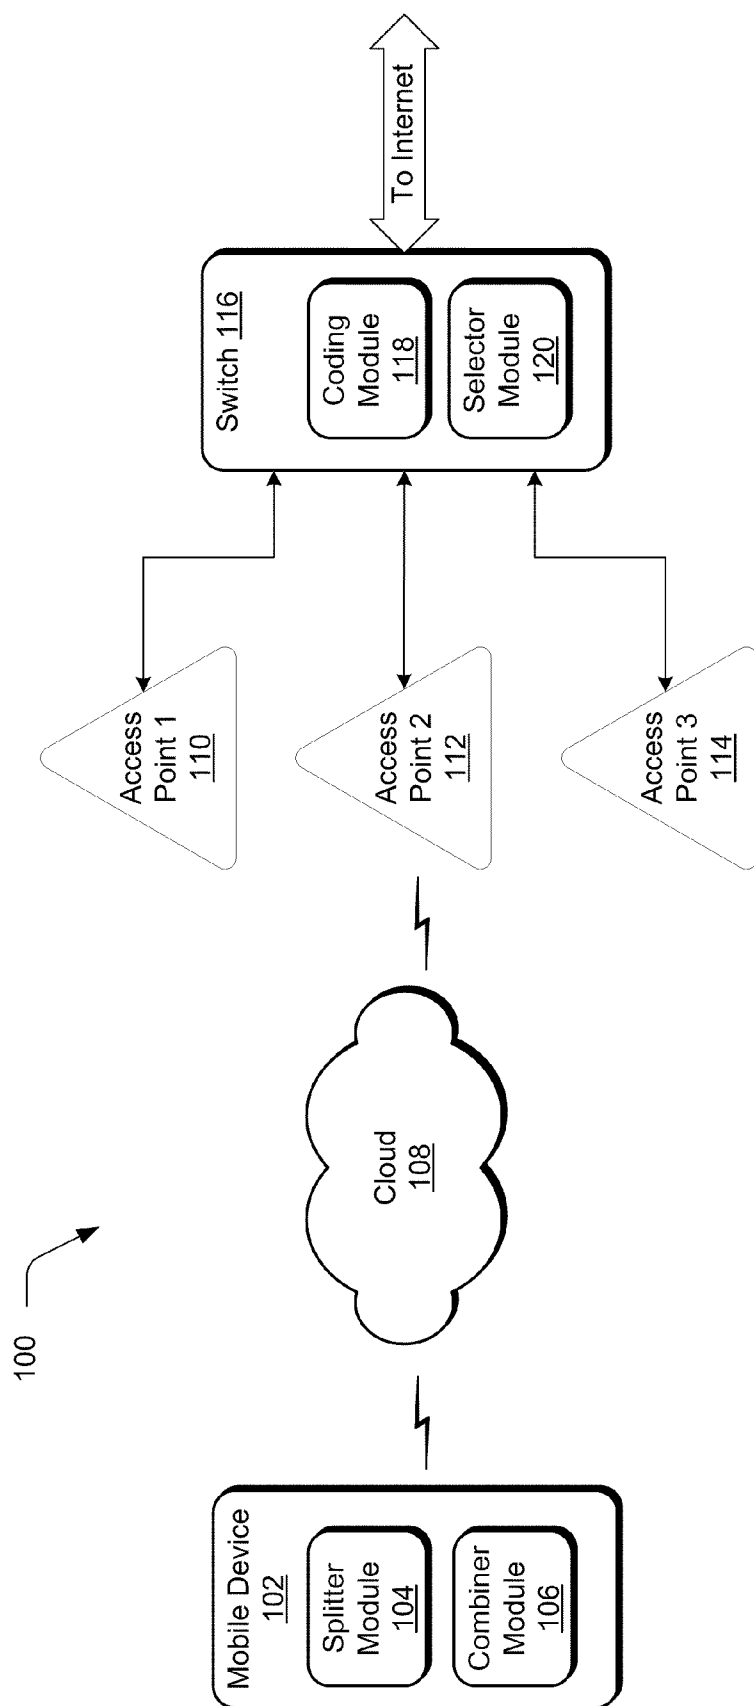 100
Mobile Device
102
Splitter
Module
104
Combiner
Module
106
Cloud
108
Access
Point 1
110
Access
Point 2
112
Access
Point 3
114
Switch 116
Coding
Module
118
Selector
Module
120
To Internet